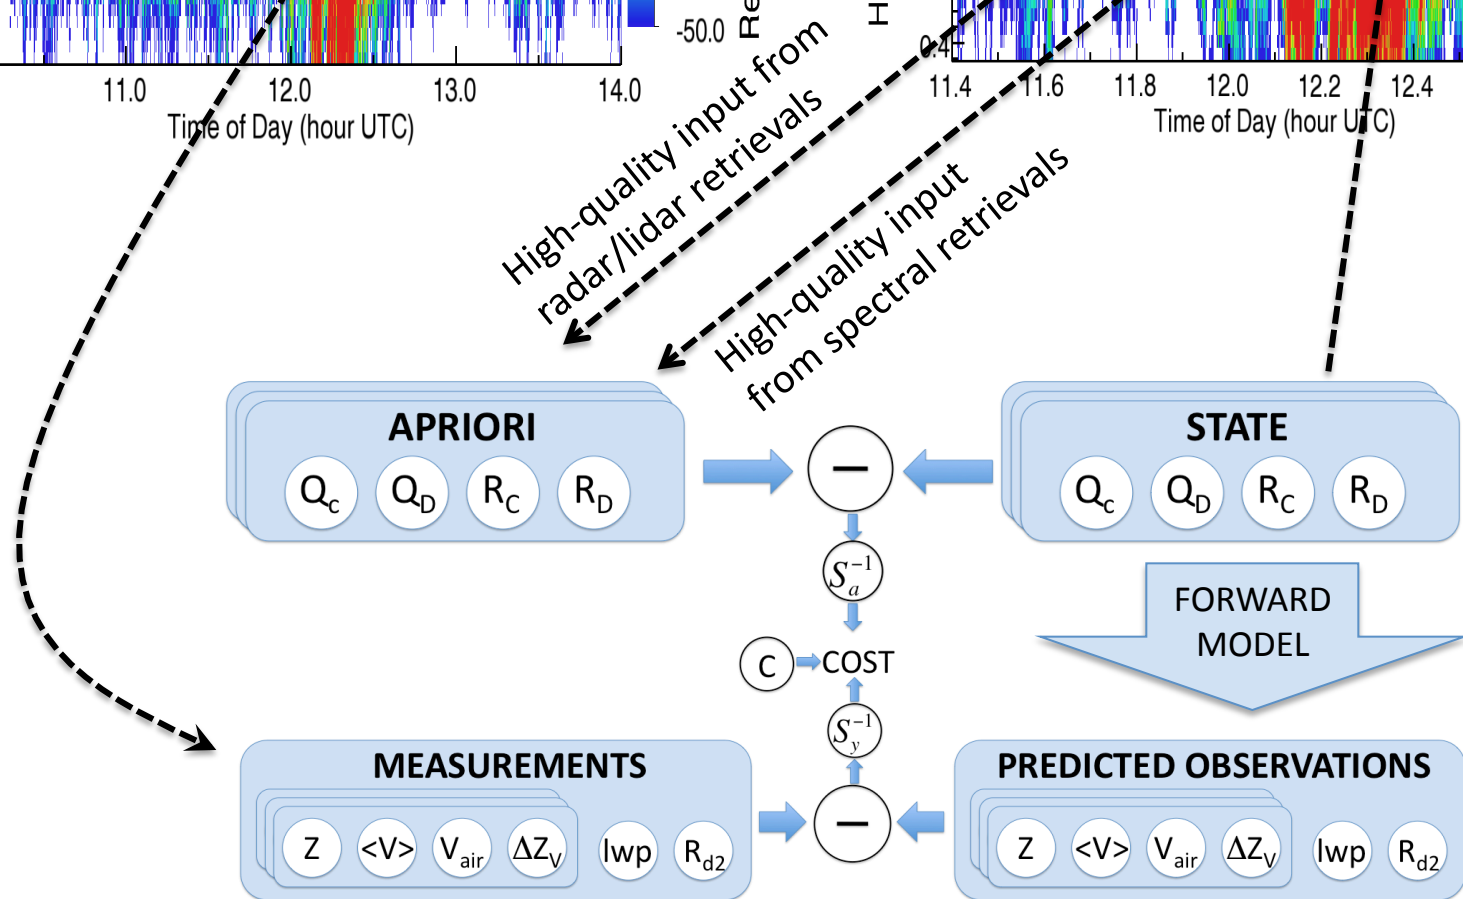 -50.0
Re
H
0.4
11.0 12.0 13.0 14.0
Time of Day (hour UTC)
11.4 11.6 11.8 12.0 12.2 12.4
Time of Day (hour UTC)
High-quality input from
radar/lidar retrievals
High-quality input
from spectral retrievals
APRIORI
Qc QD RC RD
−
STATE
Qc QD RC RD
Sa−1
FORWARD
MODEL
C COST
Sy−1
MEASUREMENTS
Z <V> Vair ΔZV lwp Rd2
−
PREDICTED OBSERVATIONS
Z <V> Vair ΔZV lwp Rd2